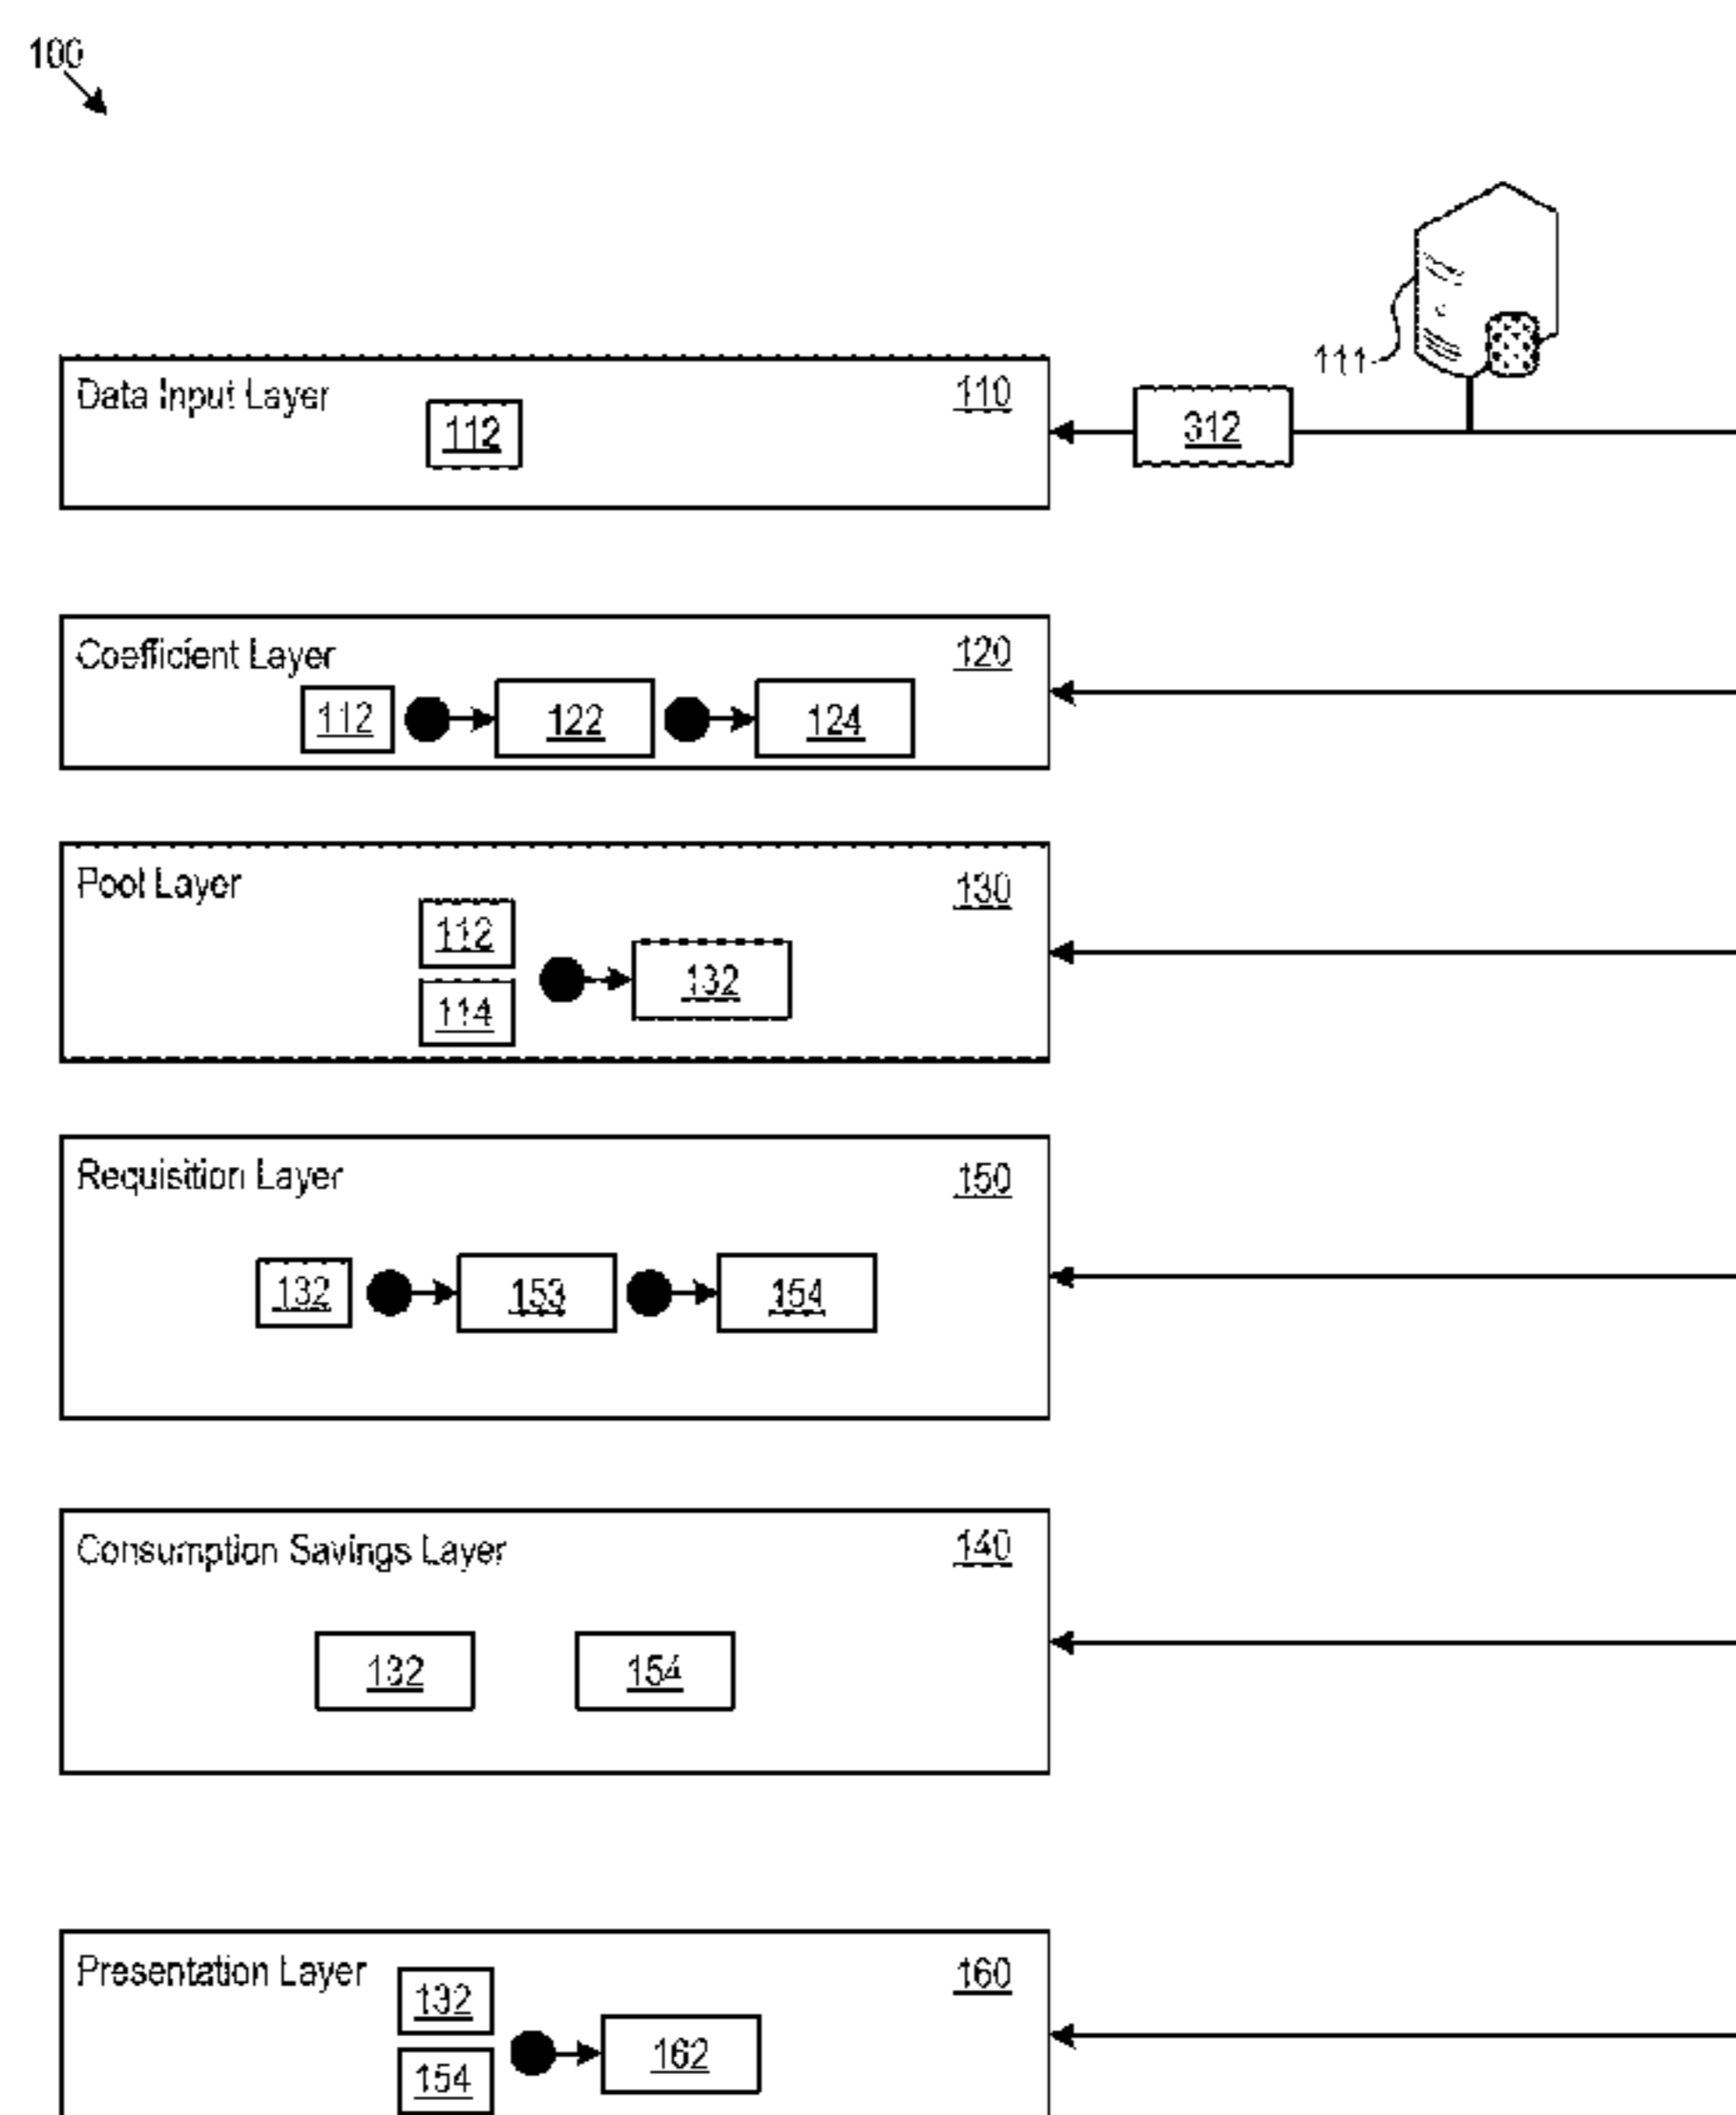 100
111
Data Input Layer 110
112
312
Coefficient Layer 120
112 122 124
Pool Layer 130
112
132
114
Requisition Layer 150
132 153 154
Consumption Savings Layer 140
132 154
Presentation Layer 160
132
162
154